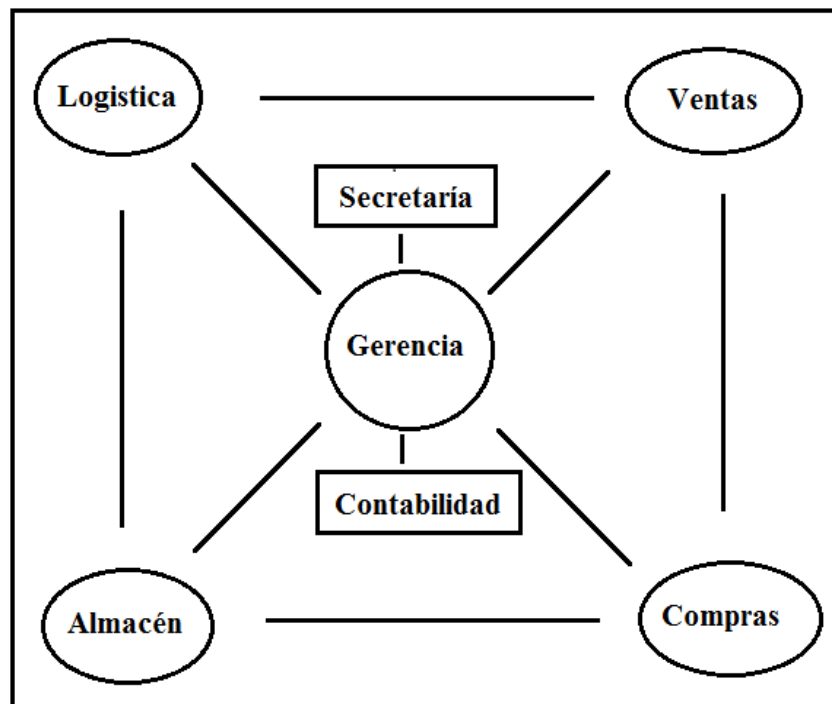 Logistica
Ventas
Secretaría
Gerencia
Contabilidad
Almacén
Compras